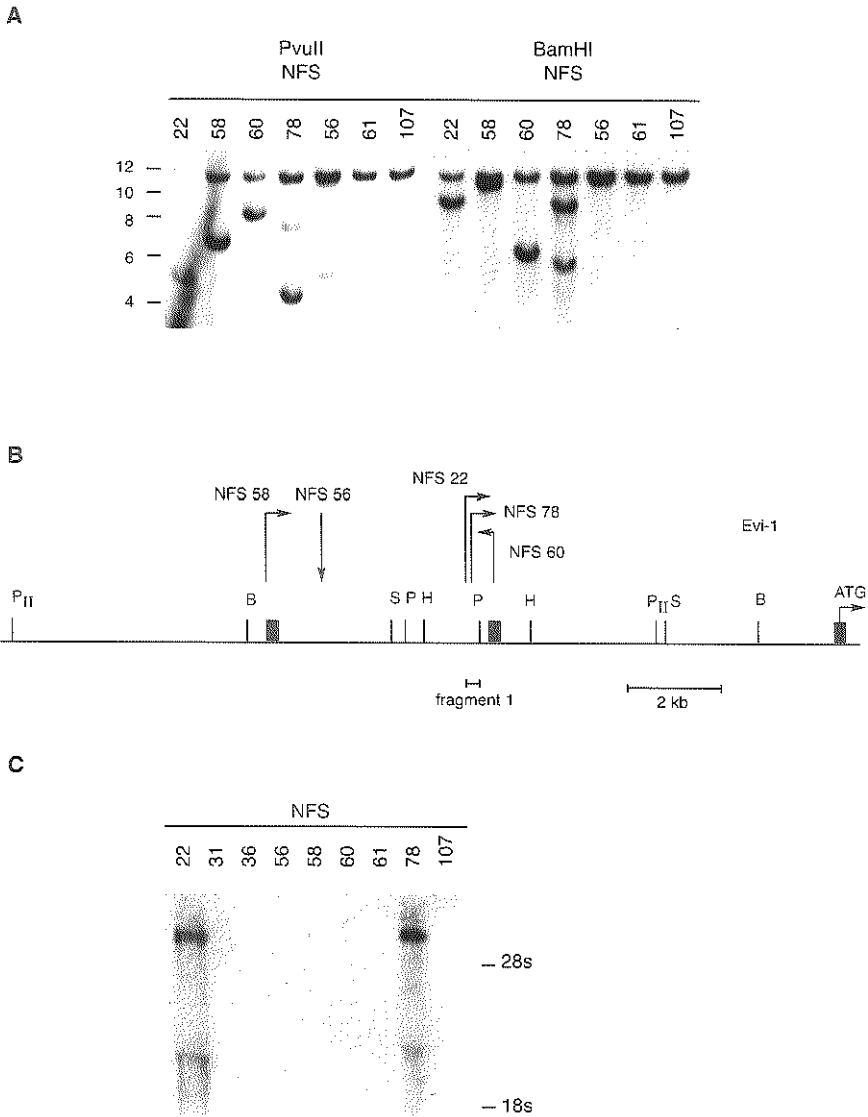 A
PvuII
NFS
BamHI
NFS
22 58 60 78 56 61 107 22 58 60 78 56 61 107
12
10
8
6
4
B
NFS 58 NFS 56 NFS 22
NFS 78
NFS 60
Evi-1
PII B S P H P H PII S B ATG
fragment 1
2 kb
C
NFS
22 31 36 56 58 60 61 78 107
28s
18s